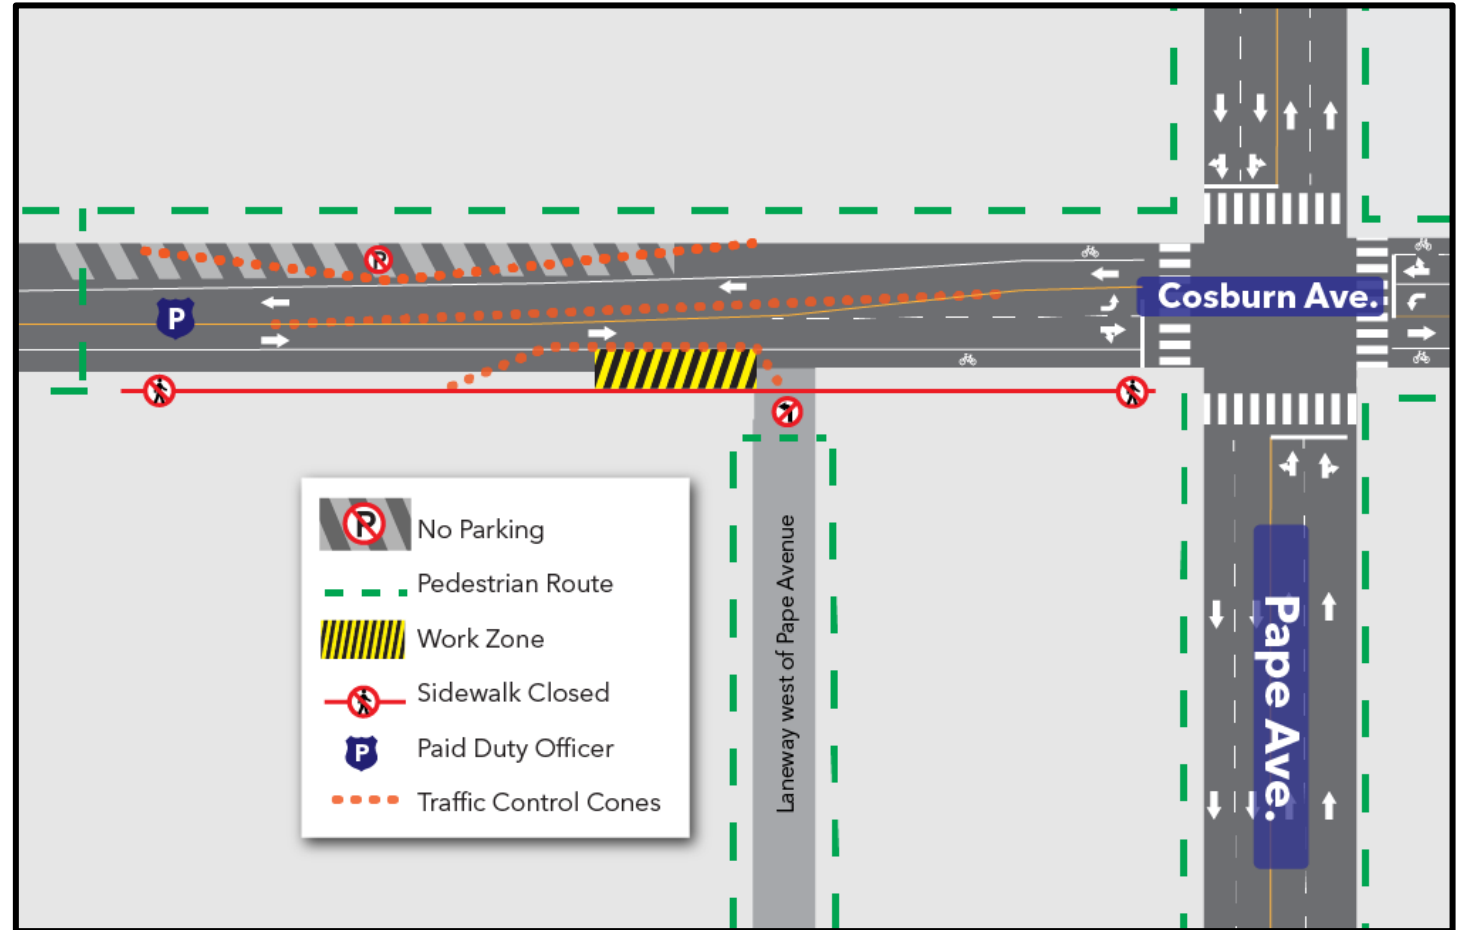 P
P
Cosburn Ave.
Laneway west of Pape Avenue
Pape Ave.
P
No Parking
Pedestrian Route
Work Zone
Sidewalk Closed
P
Paid Duty Officer
Traffic Control Cones